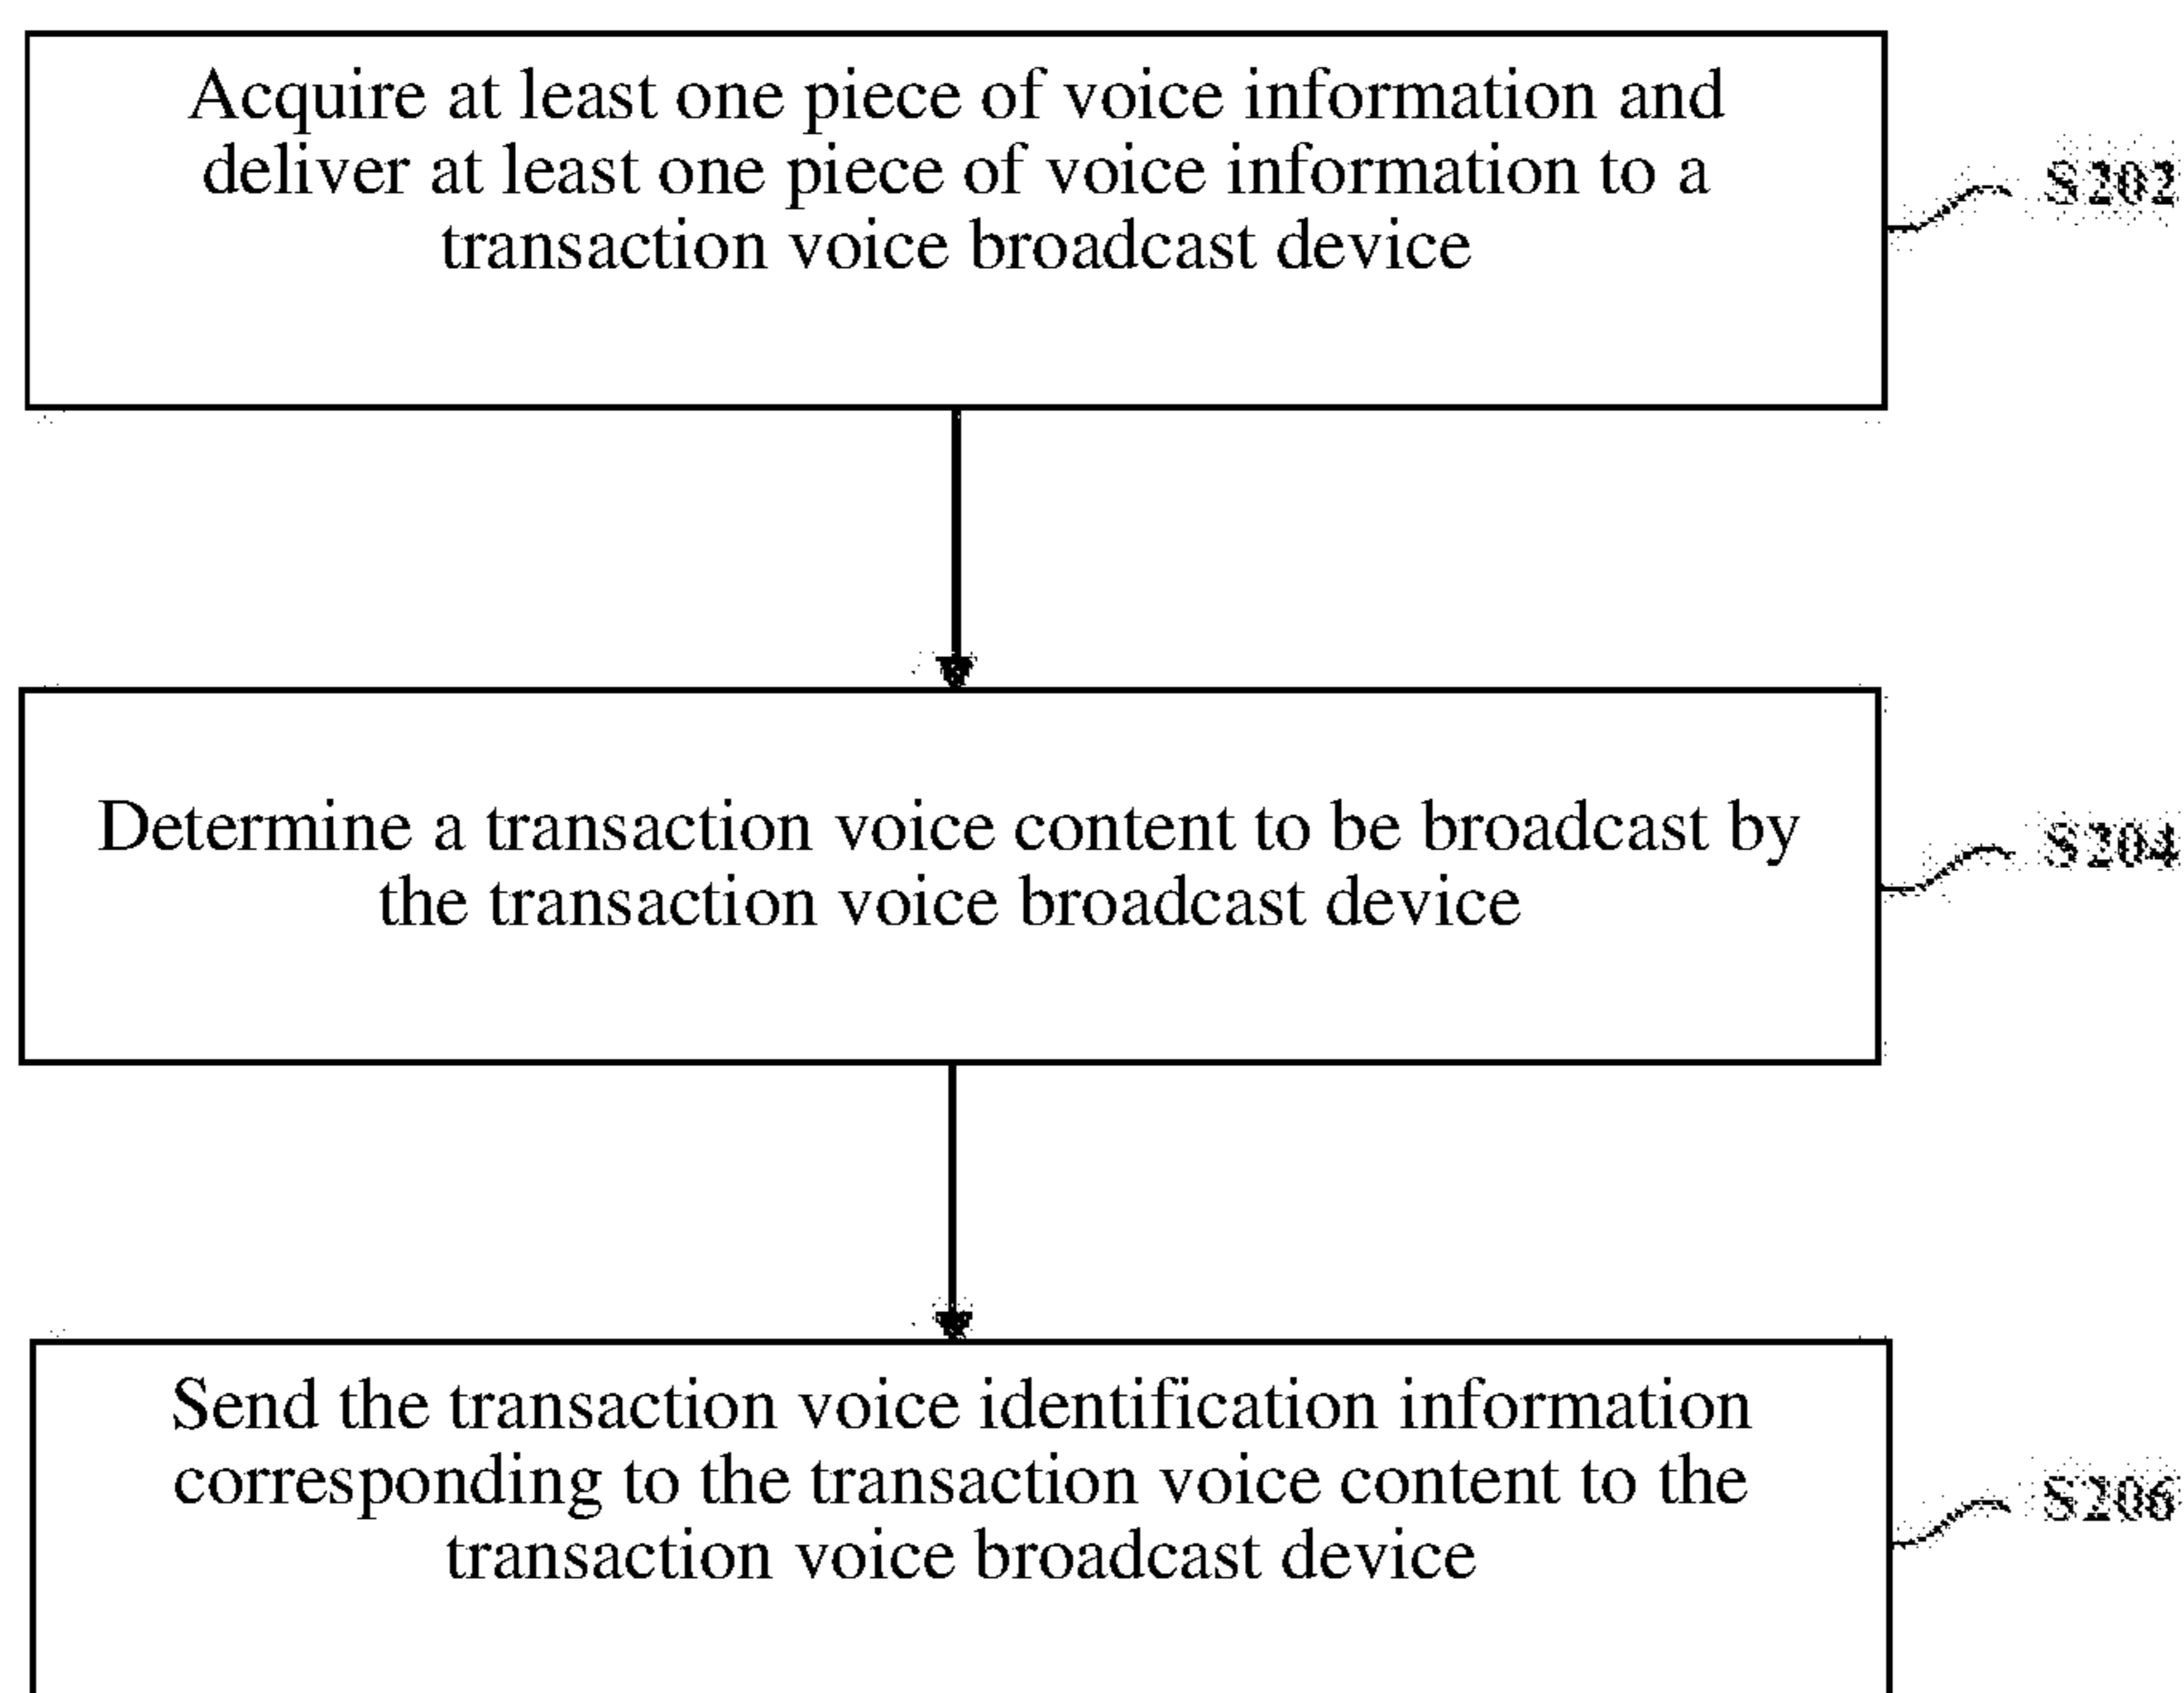 Acquire at least one piece of voice information and
deliver at least one piece of voice information to a
transaction voice broadcast device
S202
Determine a transaction voice content to be broadcast by
the transaction voice broadcast device
S204
Send the transaction voice identification information
corresponding to the transaction voice content to the
transaction voice broadcast device
S206